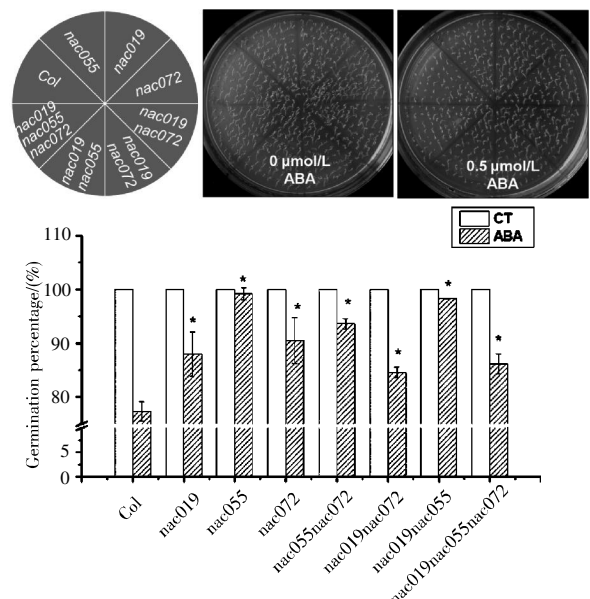 nac055
nac019
Col
nac072
nac019
nac055
nac072
nac019
nac072
nac019
nac055
nac019
nac072
0 μmol/L
ABA
0.5 μmol/L
ABA
CT
ABA
110
100
90
80
5
0
Germination percentage/(%)
*
*
*
*
*
*
*
Col
nac019
nac055
nac072
nac055nac072
nac019nac072
nac019nac055
nac019nac055nac072